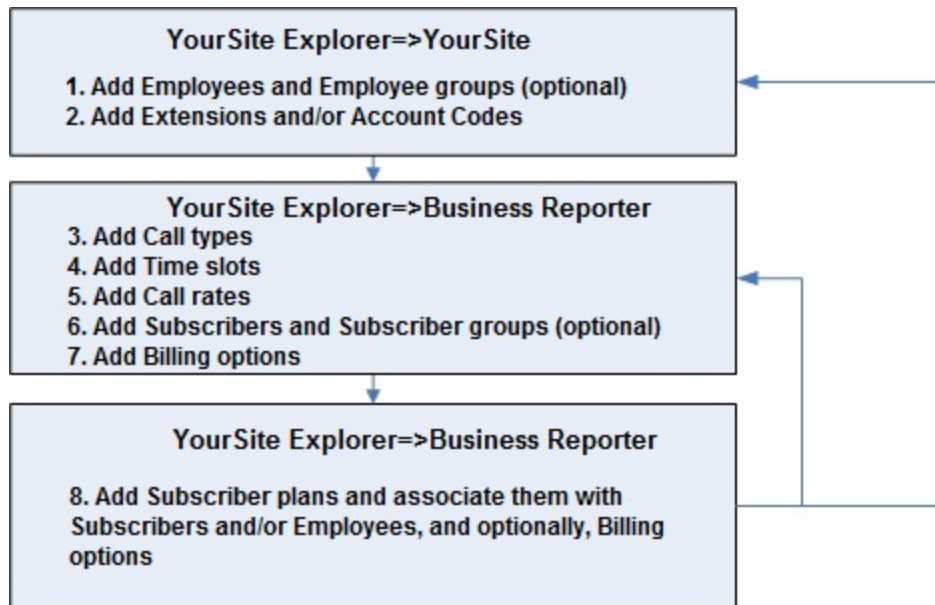 YourSite Explorer=>YourSite
1. Add Employees and Employee groups (optional)
2. Add Extensions and/or Account Codes
YourSite Explorer=>Business Reporter
3. Add Call types
4. Add Time slots
5. Add Call rates
6. Add Subscribers and Subscriber groups (optional)
7. Add Billing options
YourSite Explorer=>Business Reporter
8. Add Subscriber plans and associate them with
Subscribers and/or Employees, and optionally, Billing
options